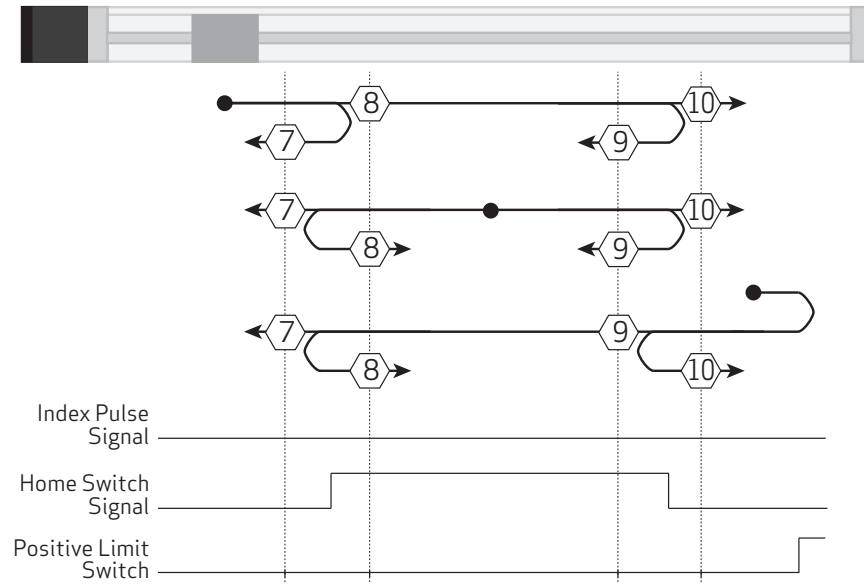 8 10
7 9
7 10
8 9
7 9
8 10
Index Pulse
Signal
Home Switch
Signal
Positive Limit
Switch